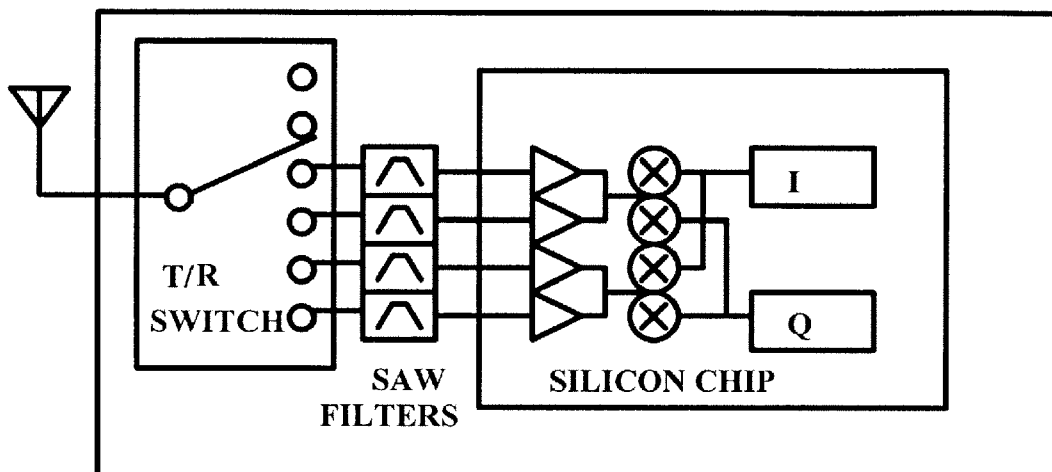 I
T/R
SWITCH
Q
SAW
FILTERS
SILICON CHIP